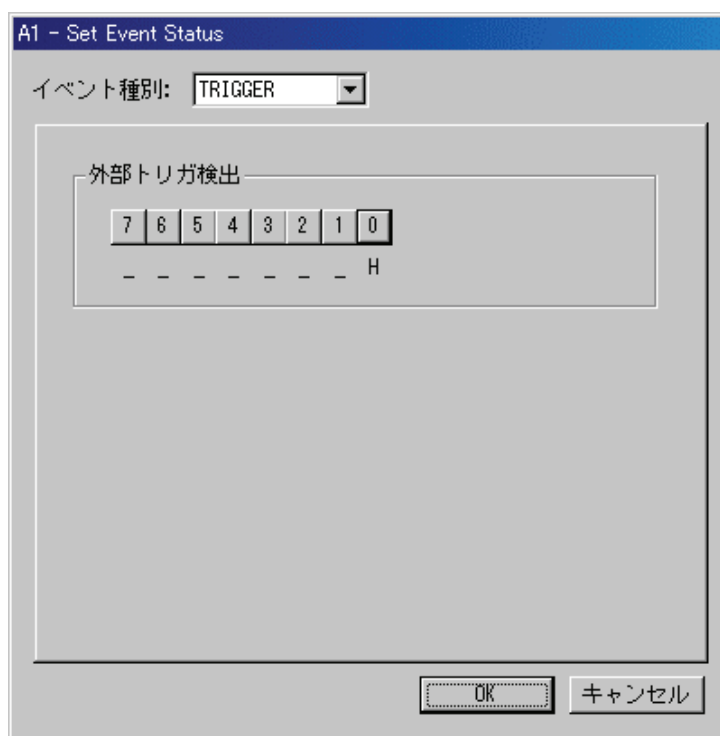 A1 - Set Event Status
イベント種別: TRIGGER
外部トリガ検出
7 6 5 4 3 2 1 0
_ _ _ _ _ _ _ H
OK キャンセル